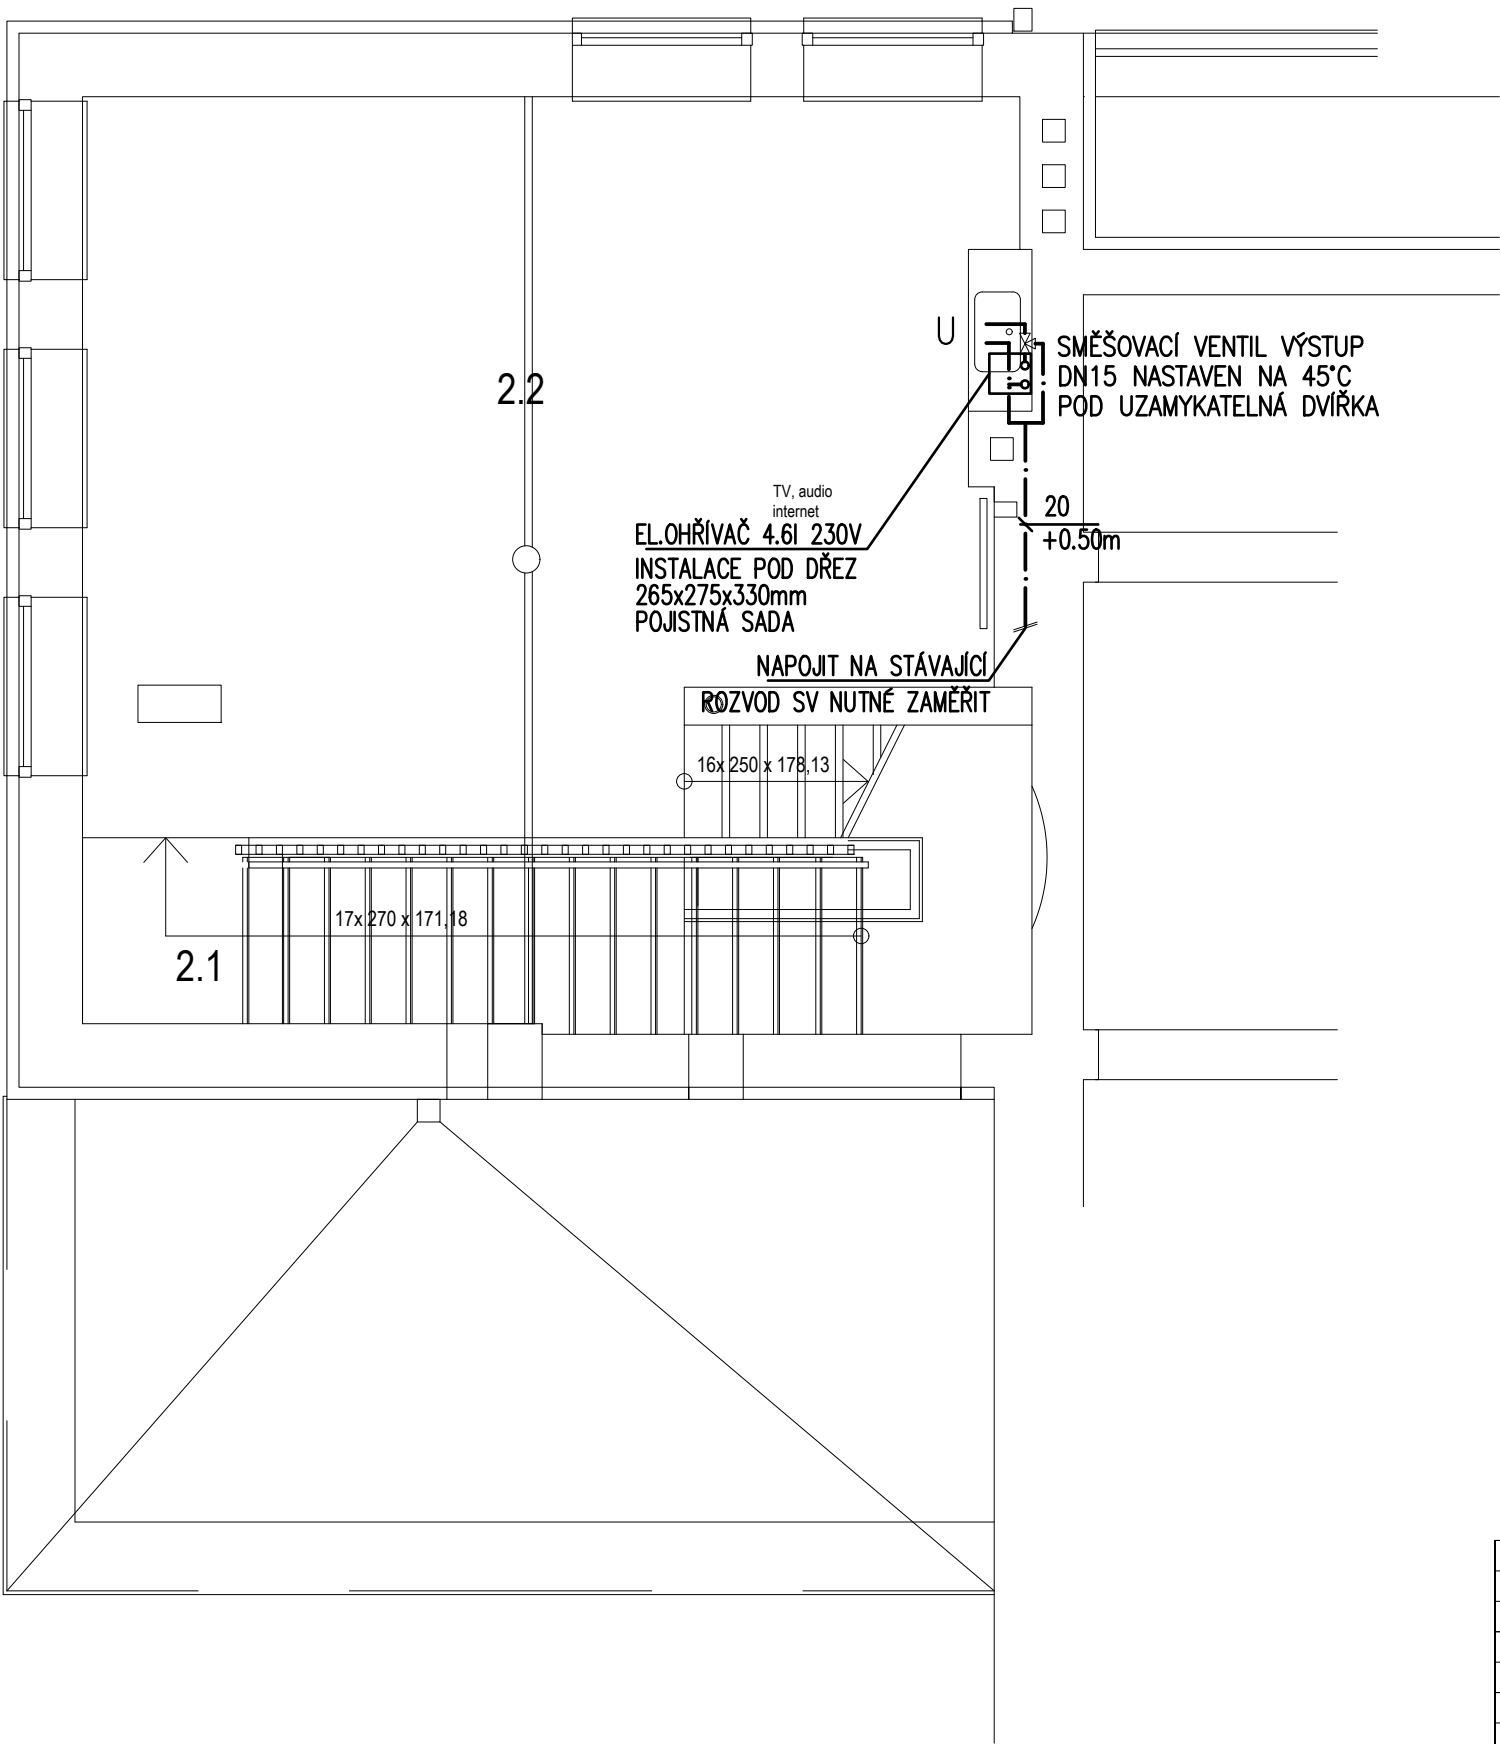 U
SMĚŠOVACÍ VENTIL VÝSTUP
DN15 NASTAVEN NA 45°C
POD UZAMYKATELNÁ DVÍŘKA
2.2
TV, audio
internet
EL.OHŘÍVAČ 4.6l 230V
INSTALACE POD DŘEZ
265x275x330mm
POJISTNÁ SADA
20
+0.50m
NAPOJIT NA STÁVAJÍCÍ
ROZVOD SV NUTNÉ ZAMĚŘIT
16x 250 x 178,13
17x 270 x 171,18
2.1